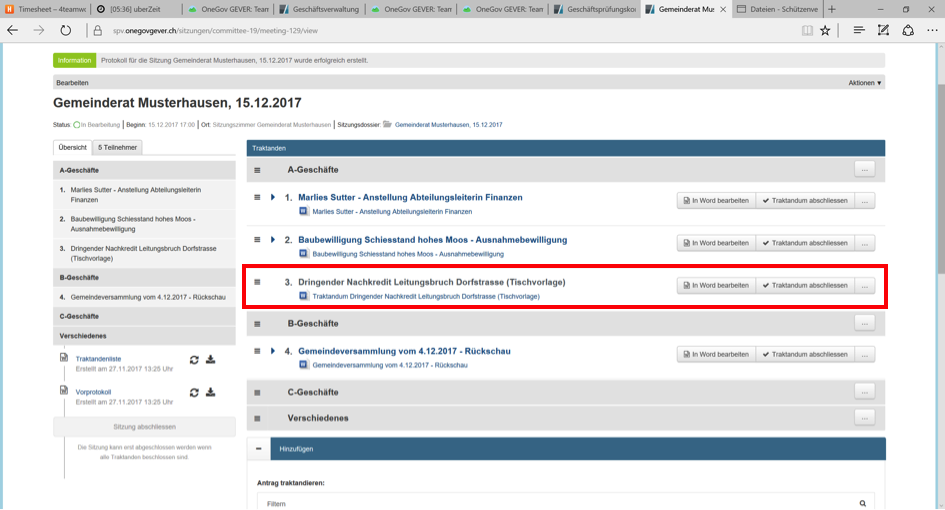 Timesheet – 4teamwo
[05:36] uberZeit
OneGov GEVER: Team
Geschäftsverwaltung
OneGov GEVER: Team
OneGov GEVER: Team
Geschäftsprüfungsko
Gemeinderat Mus
Dateien - Schützenve
spv.onegovgever.ch/sitzungen/committee-19/meeting-129/view
Information Protokoll für die Sitzung Gemeinderat Musterhausen, 15.12.2017 wurde erfolgreich erstellt.
Bearbeiten Aktionen ▼
Gemeinderat Musterhausen, 15.12.2017
Status: In Bearbeitung | Beginn: 15.12.2017 17:00 | Ort: Sitzungszimmer Gemeinderat Musterhausen | Sitzungsdossier: Gemeinderat Musterhausen, 15.12.2017
Übersicht 5 Teilnehmer
A-Geschäfte
1. Marlies Sutter - Anstellung Abteilungsleiterin
Finanzen
2. Baubewilligung Schiesstand hohes Moos -
Ausnahmebewilligung
3. Dringender Nachkredit Leitungsbruch Dorfstrasse
(Tischvorlage)
B-Geschäfte
4. Gemeindeversammlung vom 4.12.2017 - Rückschau
C-Geschäfte
Verschiedenes
Traktandenliste
Erstellt am 27.11.2017 13:25 Uhr
Vorprotokoll
Erstellt am 27.11.2017 13:25 Uhr
Sitzung abschliessen
Die Sitzung kann erst abgeschlossen werden wenn
alle Traktanden beschlossen sind
Traktanden
A-Geschäfte ...
1. Marlies Sutter - Anstellung Abteilungsleiterin Finanzen
Marlies Sutter - Anstellung Abteilungsleiterin Finanzen
In Word bearbeiten Traktandum abschliessen ...
2. Baubewilligung Schiesstand hohes Moos - Ausnahmebewilligung
Baubewilligung Schiesstand hohes Moos - Ausnahmebewilligung
In Word bearbeiten Traktandum abschliessen ...
3. Dringender Nachkredit Leitungsbruch Dorfstrasse (Tischvorlage)
Traktandum Dringender Nachkredit Leitungsbruch Dorfstrasse (Tischvorlage)
In Word bearbeiten Traktandum abschliessen ...
B-Geschäfte ...
4. Gemeindeversammlung vom 4.12.2017 - Rückschau
Gemeindeversammlung vom 4.12.2017 - Rückschau
In Word bearbeiten Traktandum abschliessen ...
C-Geschäfte ...
Verschiedenes ...
Hinzufügen
Antrag traktandieren:
Filtern